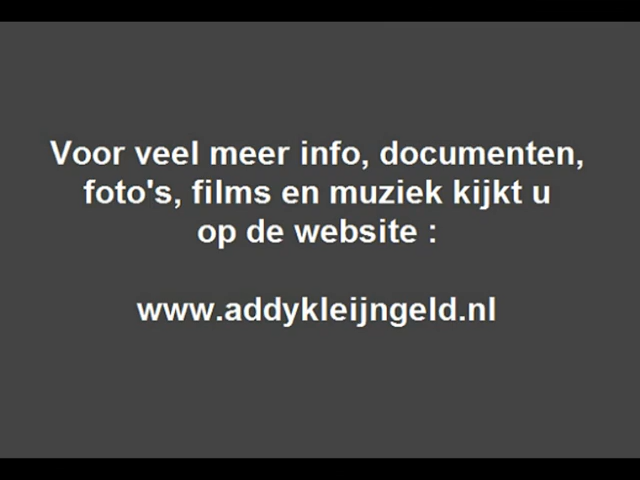 Voor veel meer info, documenten,
foto's, films en muziek kijkt u
op de website :
www.addykleijngeld.nl